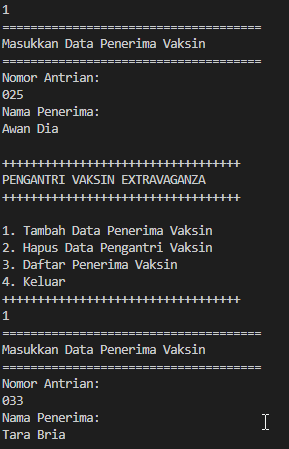 1
=====================================
Masukkan Data Penerima Vaksin
=====================================
Nomor Antrian:
025
Nama Penerima:
Awan Dia
++++++++++++++++++++++++++++++++++
PENGANTRI VAKSIN EXTRAVAGANZA
++++++++++++++++++++++++++++++++++
1. Tambah Data Penerima Vaksin
2. Hapus Data Pengantri Vaksin
3. Daftar Penerima Vaksin
4. Keluar
++++++++++++++++++++++++++++++++++
1
=====================================
Masukkan Data Penerima Vaksin
=====================================
Nomor Antrian:
033
Nama Penerima:
Tara Bria